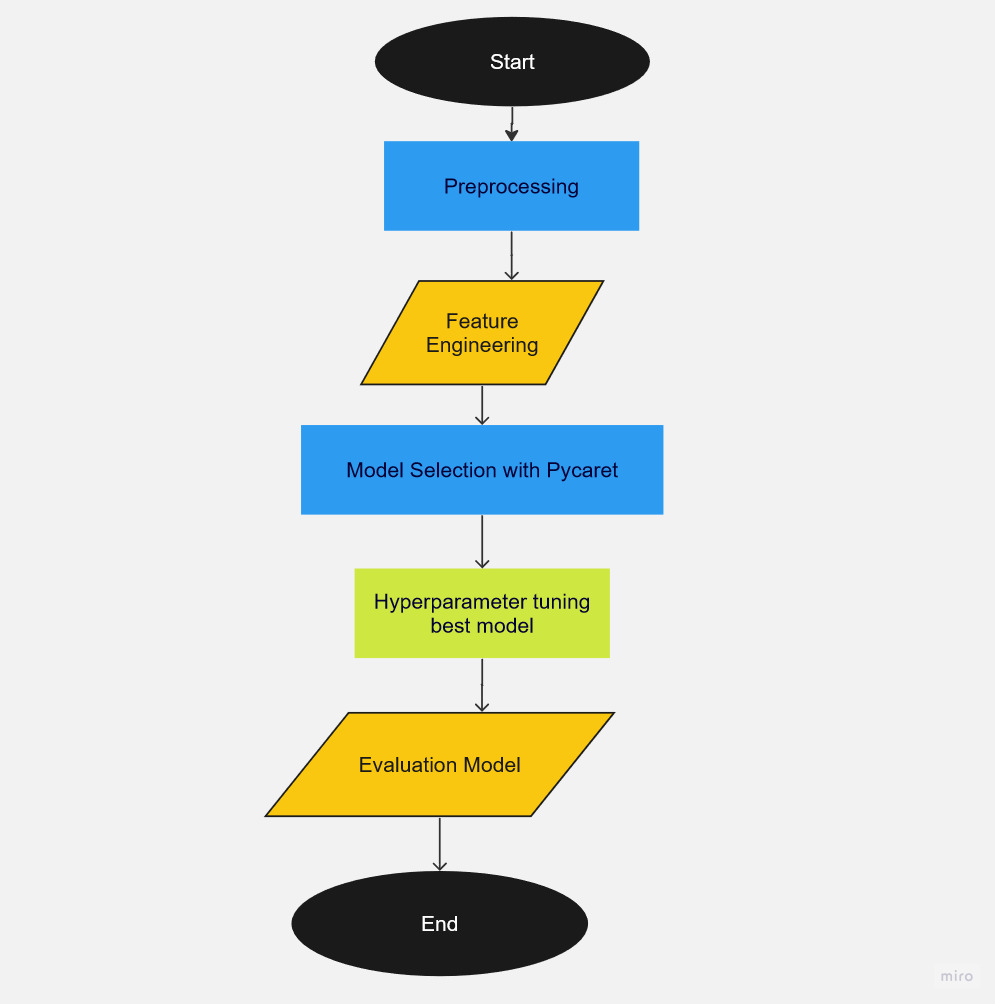 Start
Preprocessing
Feature
Engineering
Model Selection with Pycaret
Hyperparameter tuning
best model
Evaluation Model
End
miro